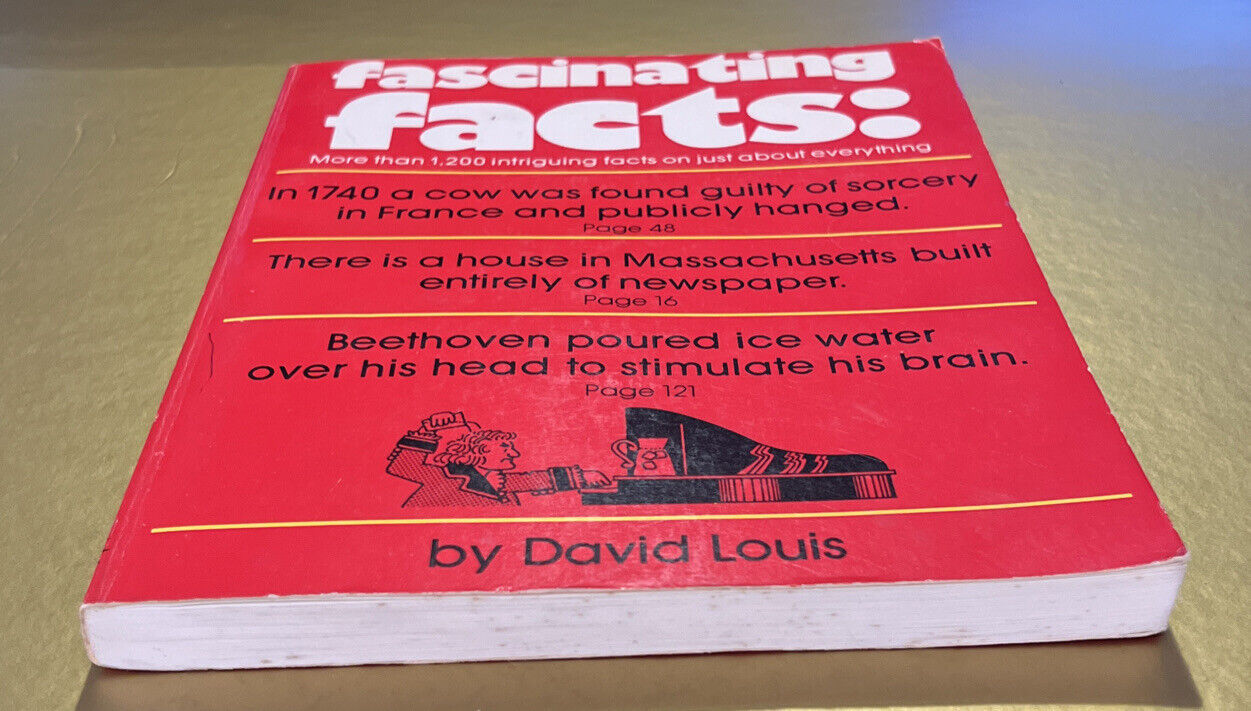 fascinating
facts:
More than 1,200 intriguing facts on just about everything
In 1740 a cow was found guilty of sorcery
in France and publicly hanged.
Page 48
There is a house in Massachusetts built
entirely of newspaper.
Page 16
Beethoven poured ice water
over his head to stimulate his brain.
Page 121
by David Louis